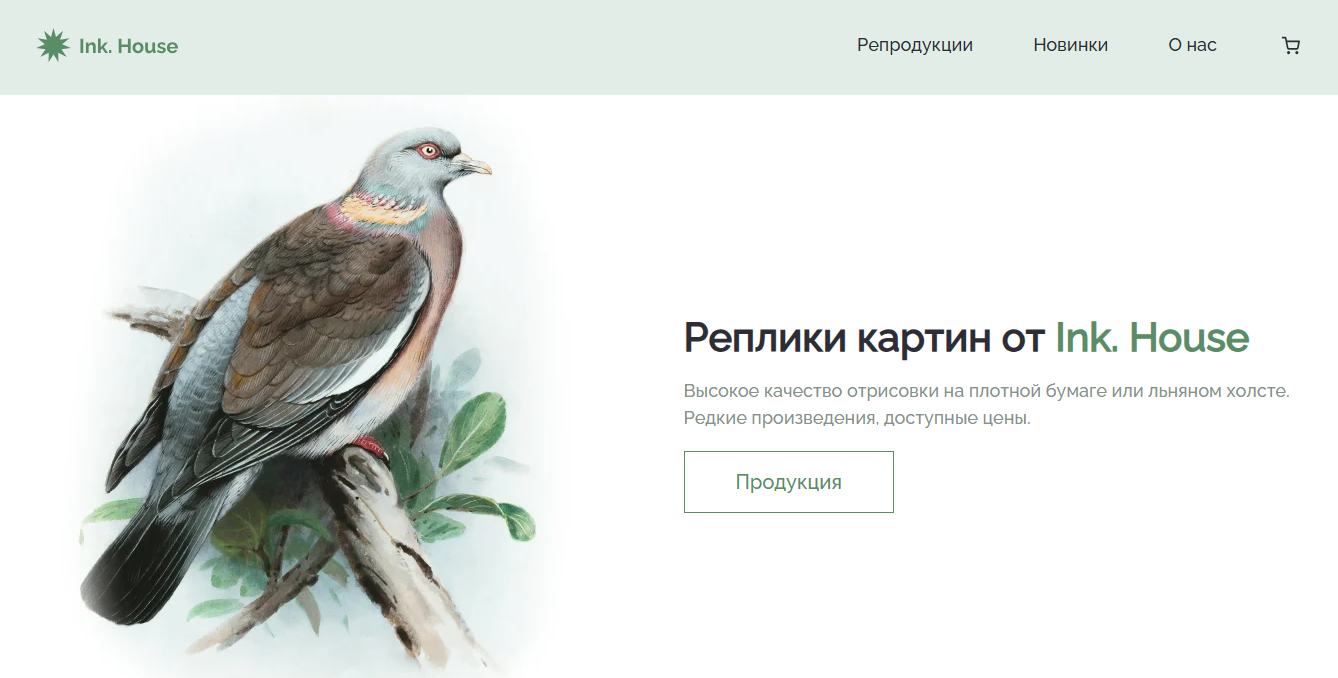 Ink. House
Репродукции
Новинки
О нас
Реплики картин от Ink. House
Высокое качество отрисовки на плотной бумаге или льняном холсте.
Редкие произведения, доступные цены.
Продукция